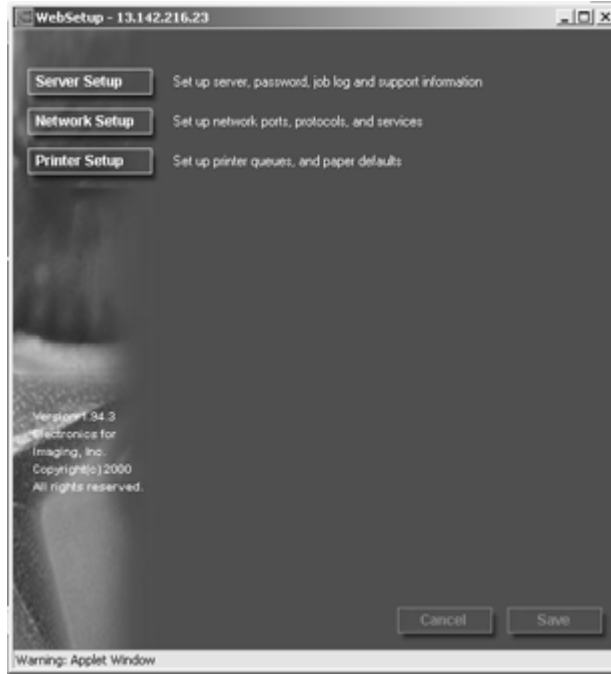 WebSetup - 13.142.216.23
Server Setup Set up server, password, job log and support information
Network Setup Set up network ports, protocols, and services
Printer Setup Set up printer queues, and paper defaults
Version 1.94.3
Electronics for
Imaging, Inc.
Copyright(c) 2000
All rights reserved.
Cancel Save
Warning: Applet Window